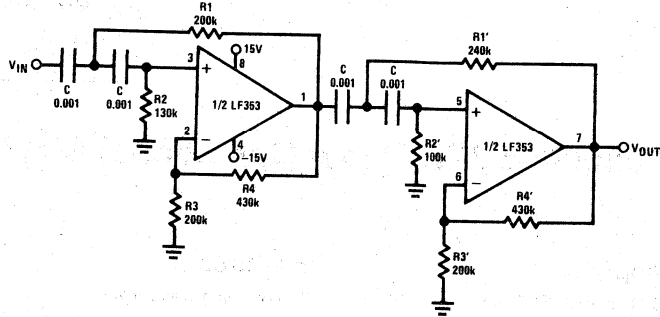 R1
200k
VIN
C
0.001
C
0.001
R2
130k
3
+
15V
8
1/2 LF353
1
2
−
4
−15V
R4
430k
R3
200k
C
0.001
C
0.001
R1'
240k
R2'
100k
5
+
1/2 LF353
7
VOUT
6
−
R4'
430k
R3'
200k